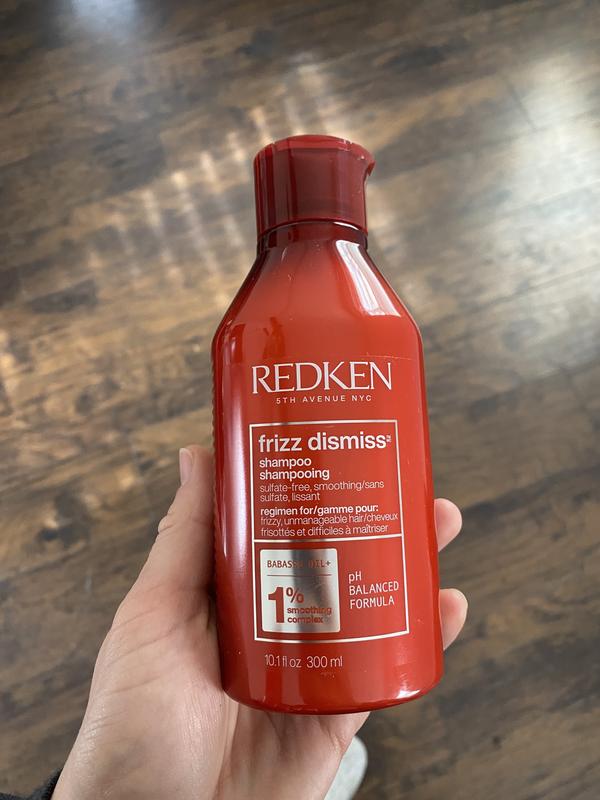 REDKEN
5TH AVENUE NYC
frizz dismiss
shampoo
shampooing
sulfate-free, smoothing/sans
sulfate, lissant
regimen for/gamme pour:
frizzy, unmanageable hair/cheveux
frisottés et difficiles à maîtriser
BABASSU OIL+
1%
smoothing
complex
pH
BALANCED
FORMULA
10.1 fl oz 300 ml